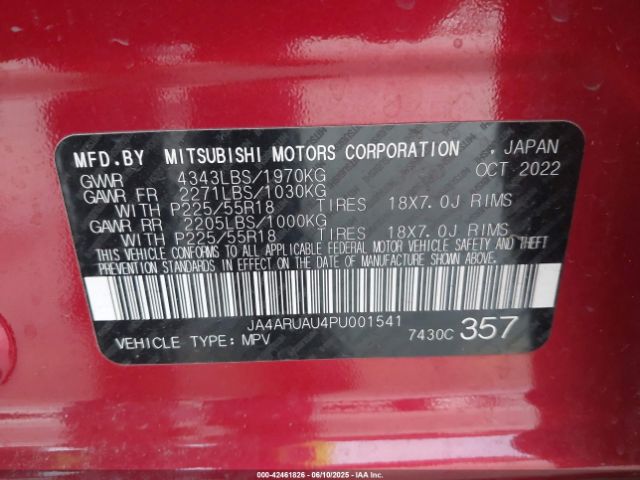 MFD.BY MITSUBISHI MOTORS CORPORATION , JAPAN
GWR 4343LBS/1970KG OCT 2022
GAWR FR 2271LBS/1030KG
WITH P225/55R18 TIRES 18X7.0J RIMS
GAWR RR 2205LBS/1000KG
WITH P225/55R18 TIRES 18X7.0J RIMS
THIS VEHICLE CONFORMS TO ALL APPLICABLE FEDERAL MOTOR VEHICLE SAFETY AND THEFT
PREVENTION STANDARDS IN EFFECT ON THE DATE OF MANUFACTURE SHOWN ABOVE.
JA4ARUAU4PU001541
VEHICLE TYPE: MPV 7430C 357
000-42461826 - 06/10/2025 - IAAI.COM